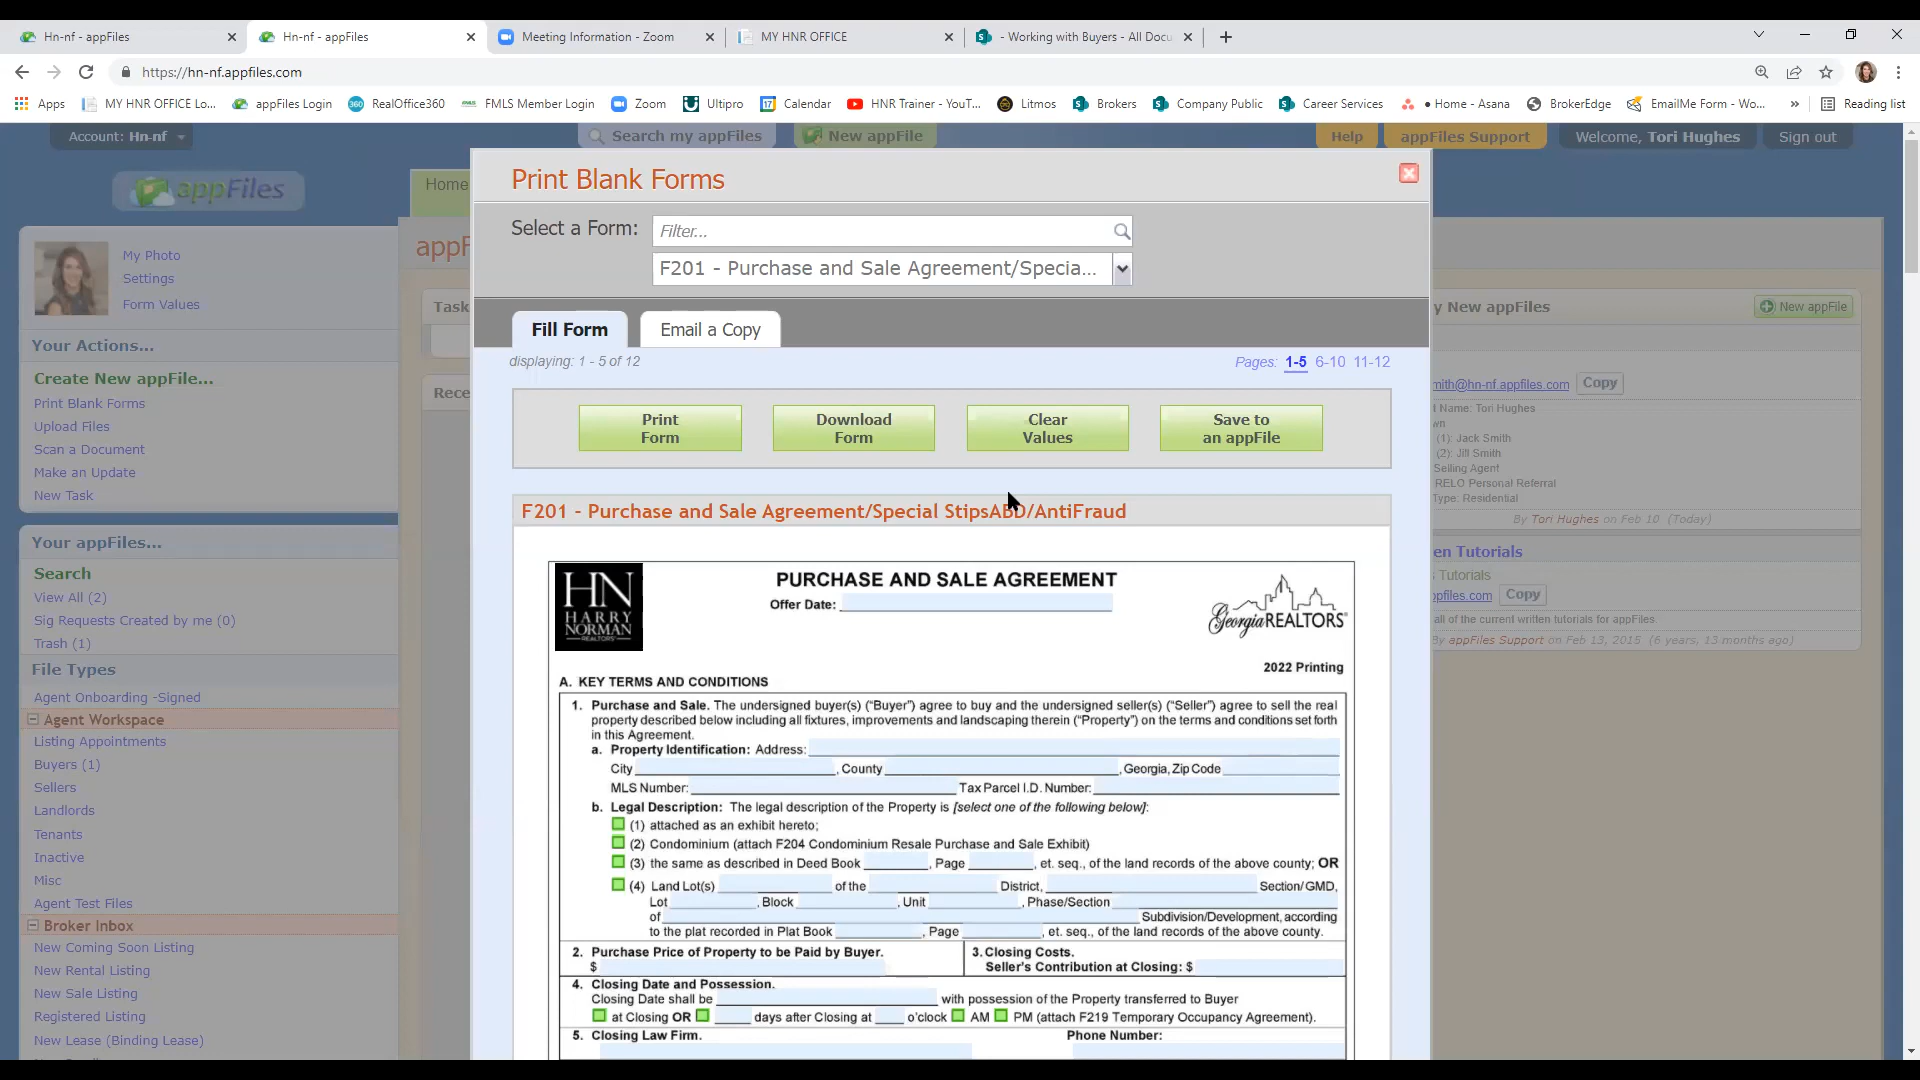 Hn-nf - appFiles
Hn-nf - appFiles
Meeting Information - Zoom
MY HNR OFFICE
- Working with Buyers - All Docu
https://hn-nf.appfiles.com
Apps
MY HNR OFFICE Lo...
appFiles Login
RealOffice360
FMLS Member Login
Zoom
Ultipro
Calendar
HNR Trainer - YouT...
Litmos
Brokers
Company Public
Career Services
• Home - Asana
BrokerEdge
EmailMe Form - Wo...
»
Reading list
Account: Hn-nf
Search my appFiles
New appFile
Help
appFiles Support
Welcome, Tori Hughes
Sign out
appFiles
Home
My Photo
Settings
Form Values
Your Actions...
Create New appFile...
Print Blank Forms
Upload Files
Scan a Document
Make an Update
New Task
Your appFiles...
Search
View All (2)
Sig Requests Created by me (0)
Trash (1)
File Types
Agent Onboarding -Signed
Agent Workspace
Listing Appointments
Buyers (1)
Sellers
Landlords
Tenants
Inactive
Misc
Agent Test Files
Broker Inbox
New Coming Soon Listing
New Rental Listing
New Sale Listing
Registered Listing
New Lease (Binding Lease)
appF
Task
Rece
Print Blank Forms
Select a Form:
Filter...
F201 - Purchase and Sale Agreement/Specia...
Fill Form
Email a Copy
displaying: 1 - 5 of 12
Pages: 1-5 6-10 11-12
Print
Form
Download
Form
Clear
Values
Save to
an appFile
F201 - Purchase and Sale Agreement/Special StipsABD/AntiFraud
HN
HARRY
NORMAN
REALTORS®
PURCHASE AND SALE AGREEMENT
Offer Date:
Georgia REALTORS®
2022 Printing
A. KEY TERMS AND CONDITIONS
1. Purchase and Sale. The undersigned buyer(s) ("Buyer") agree to buy and the undersigned seller(s) ("Seller") agree to sell the real
property described below including all fixtures, improvements and landscaping therein ("Property") on the terms and conditions set forth
in this Agreement.
a. Property Identification: Address:
City , County , Georgia, Zip Code
MLS Number: Tax Parcel I.D. Number:
b. Legal Description: The legal description of the Property is [select one of the following below]:
(1) attached as an exhibit hereto;
(2) Condominium (attach F204 Condominium Resale Purchase and Sale Exhibit)
(3) the same as described in Deed Book , Page , et. seq., of the land records of the above county; OR
(4) Land Lot(s) of the District, Section/GMD,
Lot , Block , Unit , Phase/Section
of Subdivision/Development, according
to the plat recorded in Plat Book , Page , et. seq., of the land records of the above county.
2. Purchase Price of Property to be Paid by Buyer.
$
3. Closing Costs.
Seller's Contribution at Closing: $
4. Closing Date and Possession.
Closing Date shall be with possession of the Property transferred to Buyer
at Closing OR days after Closing at o'clock AM PM (attach F219 Temporary Occupancy Agreement).
5. Closing Law Firm. Phone Number:
y New appFiles
New appFile
mith@hn-nf.appfiles.com
Copy
d Name: Tori Hughes
wn
(1): Jack Smith
(2): Jill Smith
Selling Agent
RELO Personal Referral
Type: Residential
By Tori Hughes on Feb 10 (Today)
en Tutorials
s Tutorials
ppfiles.com
Copy
all of the current written tutorials for appFiles.
By appFiles Support on Feb 13, 2015 (6 years, 13 months ago)